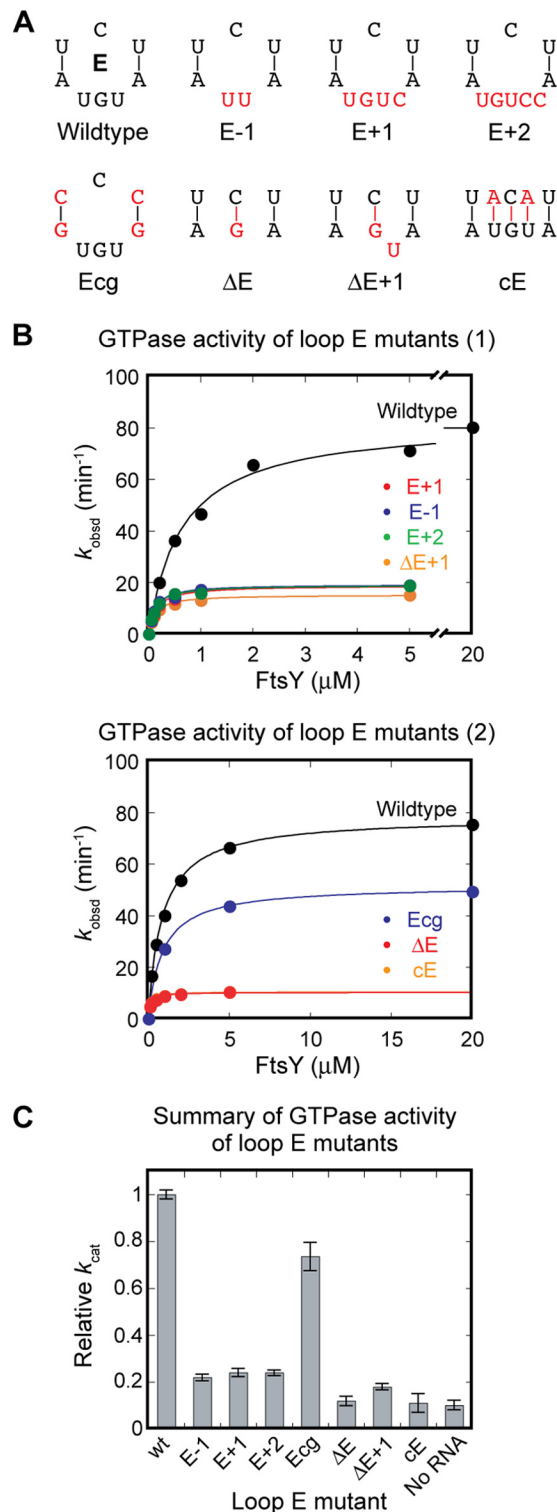 A
C C C C
U U U U U U U U
E
A A A A A A A A
UGU UU UGUC UGUCC
Wildtype E-1 E+1 E+2
C C C U C U U C U U ACA U
G UGU G A G A A G A A UGU A
U
Ecg ΔE ΔE+1 cE
B
GTPase activity of loop E mutants (1)
100
Wildtype
80
60
40
20
0
E+1
E-1
E+2
ΔE+1
kobsd (min-1)
0 1 2 3 4 5 20
FtsY (μM)
GTPase activity of loop E mutants (2)
100
Wildtype
80
60
40
20
0
Ecg
ΔE
cE
kobsd (min-1)
0 5 10 15 20
FtsY (μM)
C
Summary of GTPase activity
of loop E mutants
1
0.8
0.6
0.4
0.2
0
Relative kcat
wt E-1 E+1 E+2 Ecg ΔE ΔE+1 cE No RNA
Loop E mutant